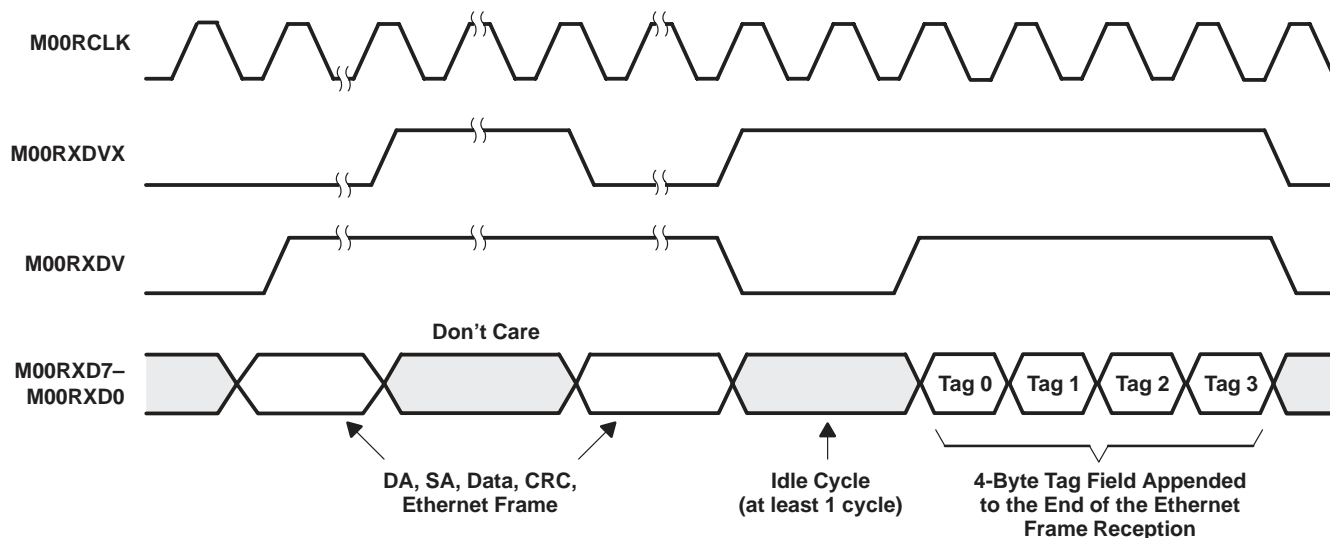 M00RCLK
M00RXDVX
M00RXDV
Don't Care
M00RXD7–
M00RXD0
Tag 0
Tag 1
Tag 2
Tag 3
DA, SA, Data, CRC,
Ethernet Frame
Idle Cycle
(at least 1 cycle)
4-Byte Tag Field Appended
to the End of the Ethernet
Frame Reception